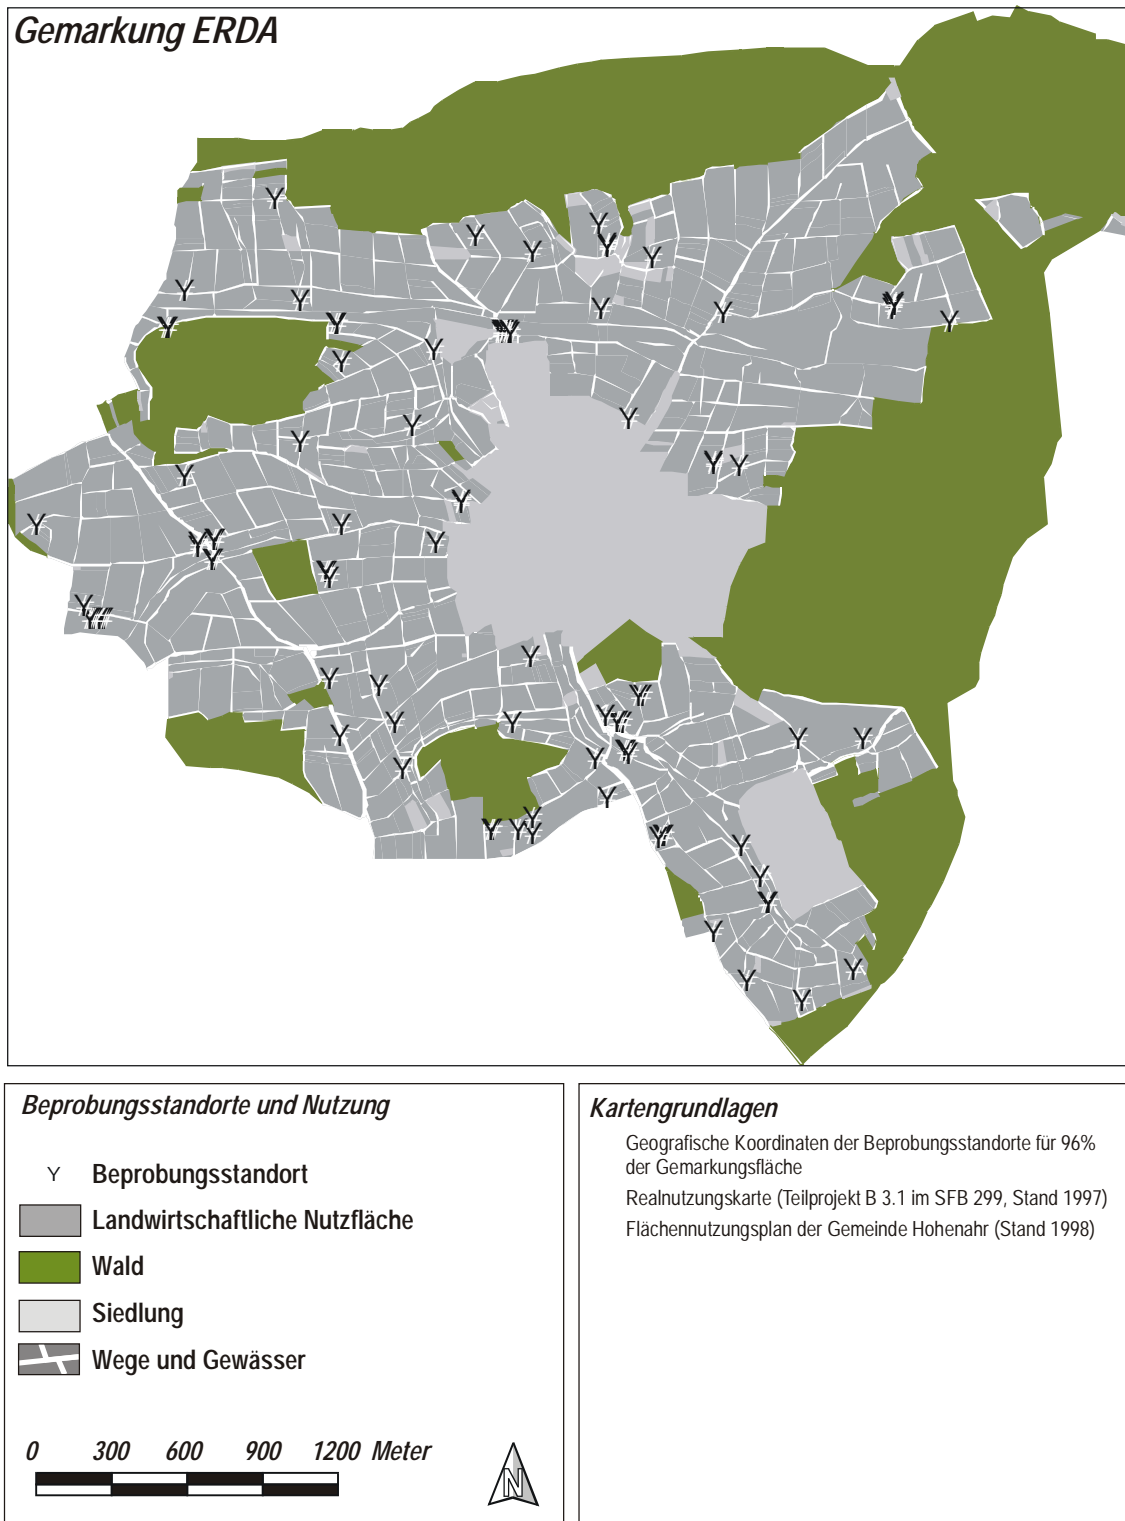 Gemarkung ERDA
Beprobungsstandorte und Nutzung
Y Beprobungsstandort
Landwirtschaftliche Nutzfläche
Wald
Siedlung
Wege und Gewässer
0 300 600 900 1200 Meter
N
Kartengrundlagen
Geografische Koordinaten der Beprobungsstandorte für 96%
der Gemarkungsfläche
Realnutzungskarte (Teilprojekt B 3.1 im SFB 299, Stand 1997)
Flächennutzungsplan der Gemeinde Hohenahr (Stand 1998)